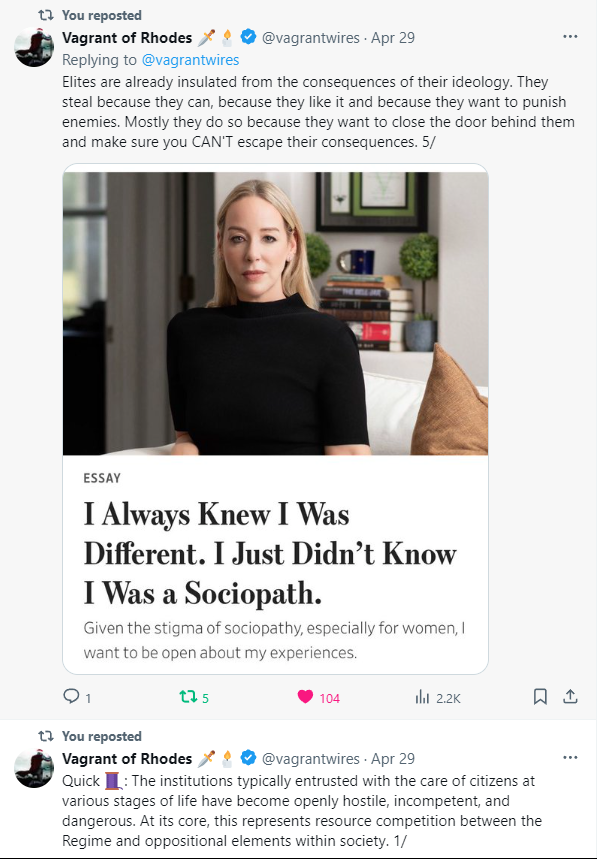 You reposted
Vagrant of Rhodes 🗡️🕯️ @vagrantwires · Apr 29
Replying to @vagrantwires
Elites are already insulated from the consequences of their ideology. They
steal because they can, because they like it and because they want to punish
enemies. Mostly they do so because they want to close the door behind them
and make sure you CAN'T escape their consequences. 5/
THE BELL JAR
ESSAY
I Always Knew I Was
Different. I Just Didn’t Know
I Was a Sociopath.
Given the stigma of sociopathy, especially for women, I
want to be open about my experiences.
1 5 104 2.2K
You reposted
Vagrant of Rhodes 🗡️🕯️ @vagrantwires · Apr 29
Quick 🧵: The institutions typically entrusted with the care of citizens at
various stages of life have become openly hostile, incompetent, and
dangerous. At its core, this represents resource competition between the
Regime and oppositional elements within society. 1/